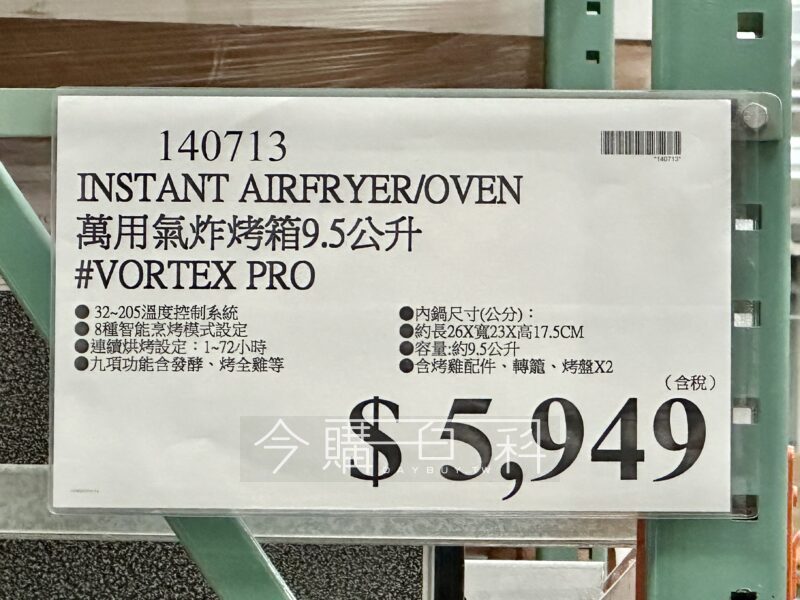 140713
*140713*
INSTANT AIRFRYER/OVEN
萬用氣炸烤箱9.5公升
#VORTEX PRO
●32~205溫度控制系統
●8種智能烹烤模式設定
●連續烘烤設定：1~72小時
●九項功能含發酵、烤全雞等
●內鍋尺寸(公分)：
●約長26X寬23X高17.5CM
●容量:約9.5公升
●含烤雞配件、轉籠、烤盤X2
（含稅）
$5,949
今購百科
DAYBUY.TW